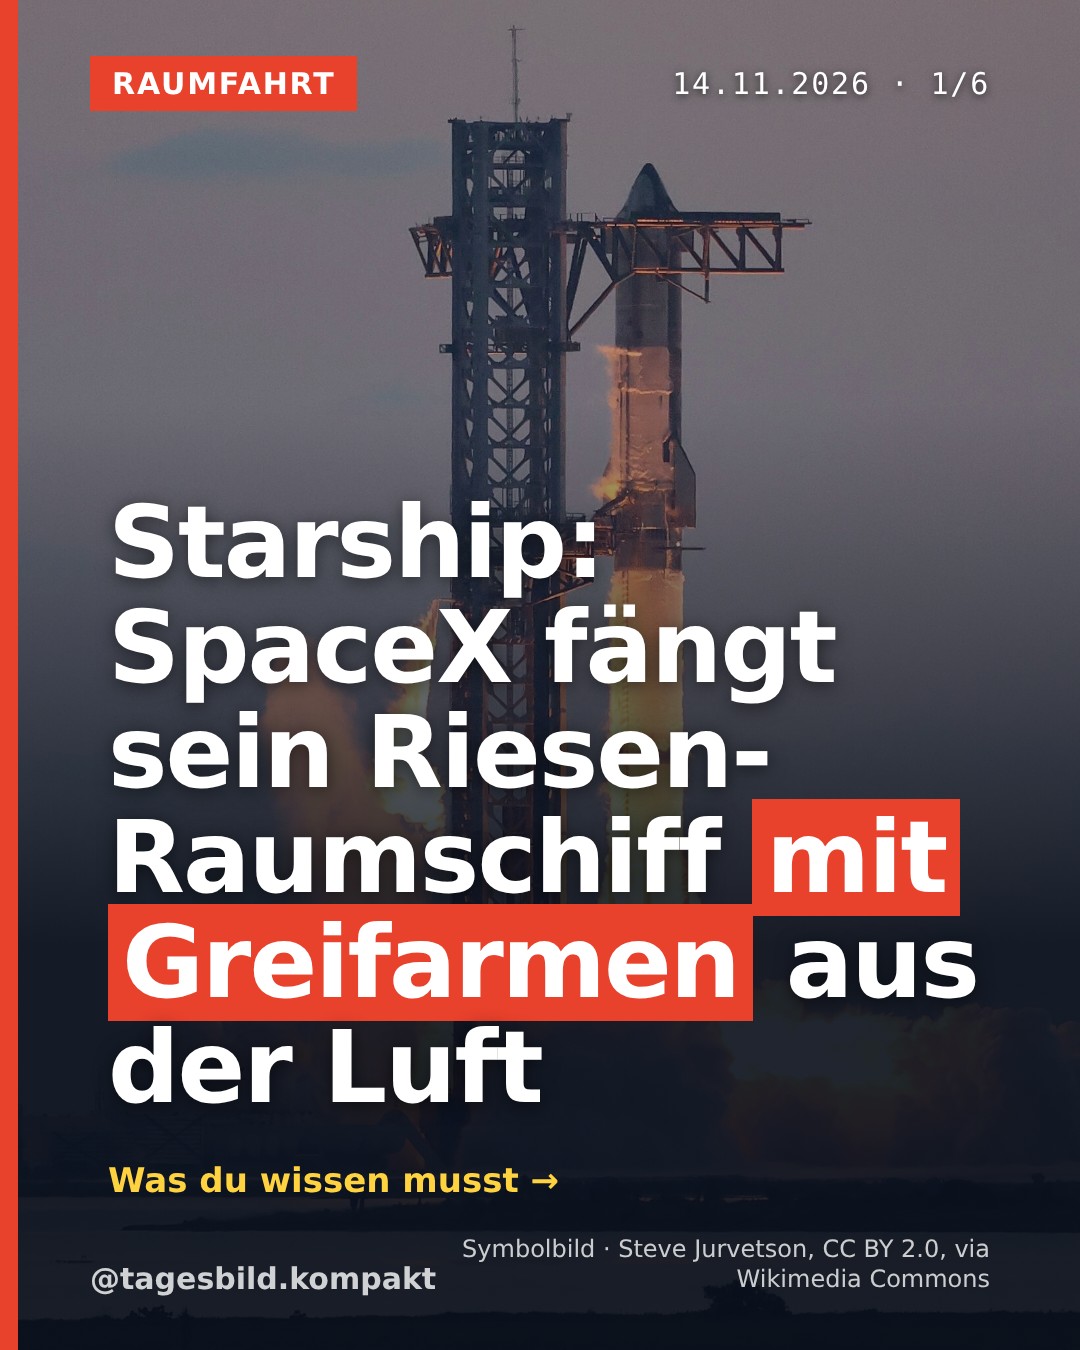 RAUMFAHRT
14.11.2026 · 1/6
Starship:
SpaceX fängt
sein Riesen-
Raumschiff mit
Greifarmen aus
der Luft
Was du wissen musst →
@tagesbild.kompakt
Symbolbild · Steve Jurvetson, CC BY 2.0, via
Wikimedia Commons